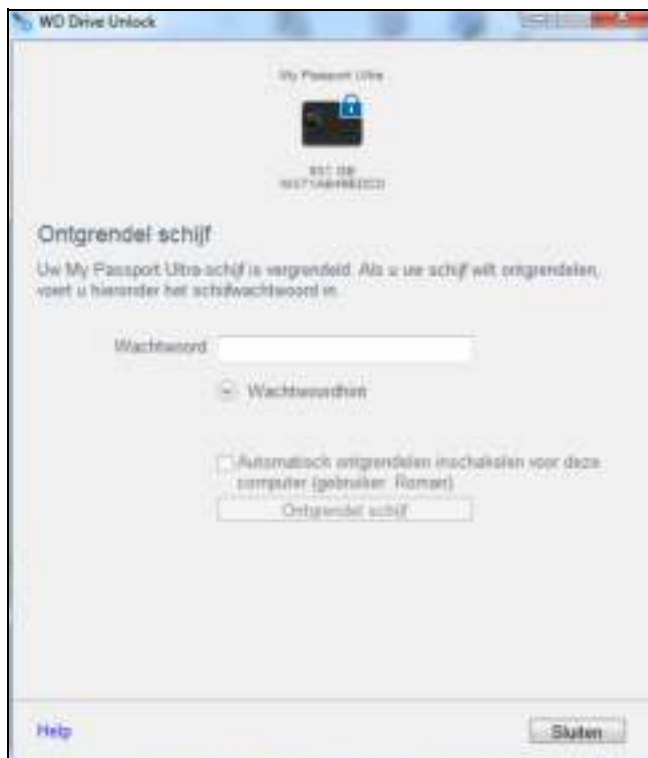 WD Drive Unlock
My Passport Ultra
931 GB
Ontgrendel schijf
Uw My Passport Ultra-schijf is vergrendeld. Als u uw schijf wilt ontgrendelen,
voert u hieronder het schijfwachtwoord in.
Wachtwoord
Wachtwoordhint
Automatisch ontgrendelen inschakelen voor deze
computer (gebruiker: Roman)
Ontgrendel schijf
Help
Sluiten